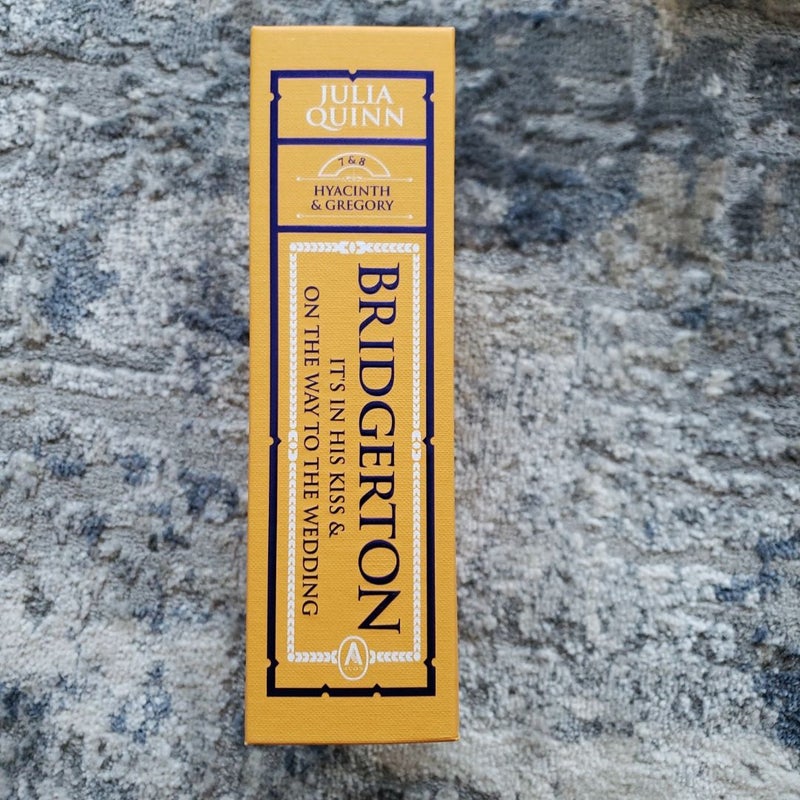 JULIA
QUINN
7 & 8
HYACINTH
& GREGORY
BRIDGERTON
IT'S IN HIS KISS &
ON THE WAY TO THE WEDDING
A